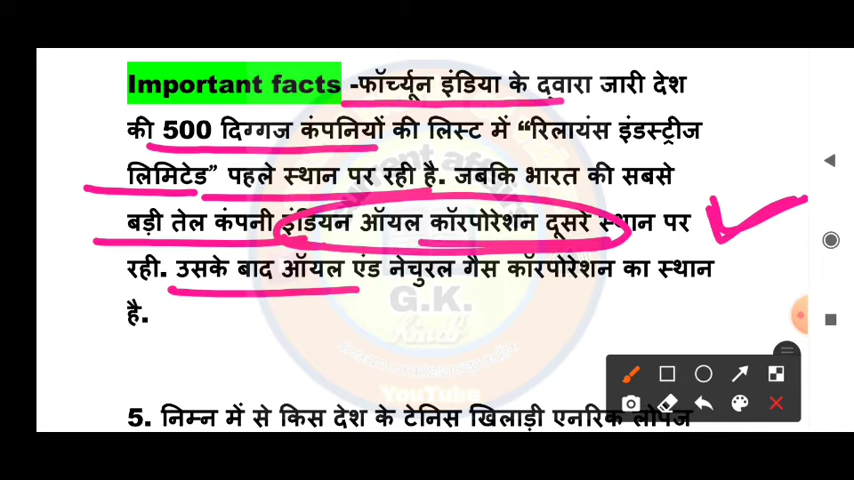 Important facts -फॉर्च्यून इंडिया के द्वारा जारी देश
की 500 दिग्गज कंपनियों की लिस्ट में “रिलायंस इंडस्ट्रीज
लिमिटेड” पहले स्थान पर रही है. जबकि भारत की सबसे
बड़ी तेल कंपनी इंडियन ऑयल कॉरपोरेशन दूसरे स्थान पर
रही. उसके बाद ऑयल एंड नेचुरल गैस कॉरपोरेशन का स्थान
है.
G.K.
YouTube
5. निम्न में से किस देश के टेनिस खिलाड़ी एनरिक लोपेज